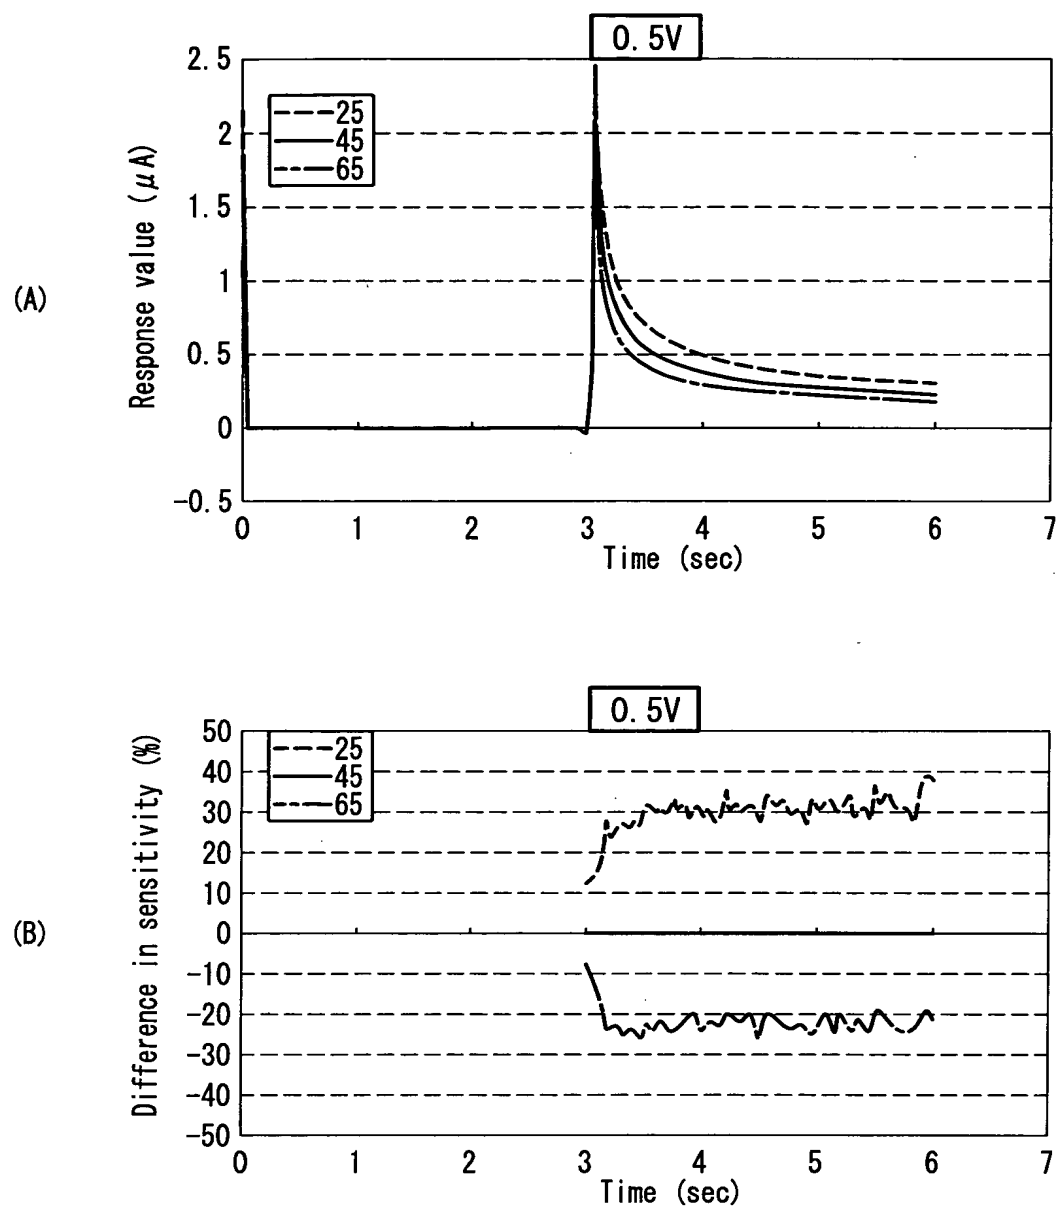 (A)
0. 5V
Response value (μA)
2. 5
2
1. 5
1
0. 5
0
-0. 5
25
45
65
0 1 2 3 4 5 6 7
Time (sec)
(B)
0. 5V
Difference in sensitivity (%)
50
40
30
20
10
0
-10
-20
-30
-40
-50
25
45
65
0 1 2 3 4 5 6 7
Time (sec)